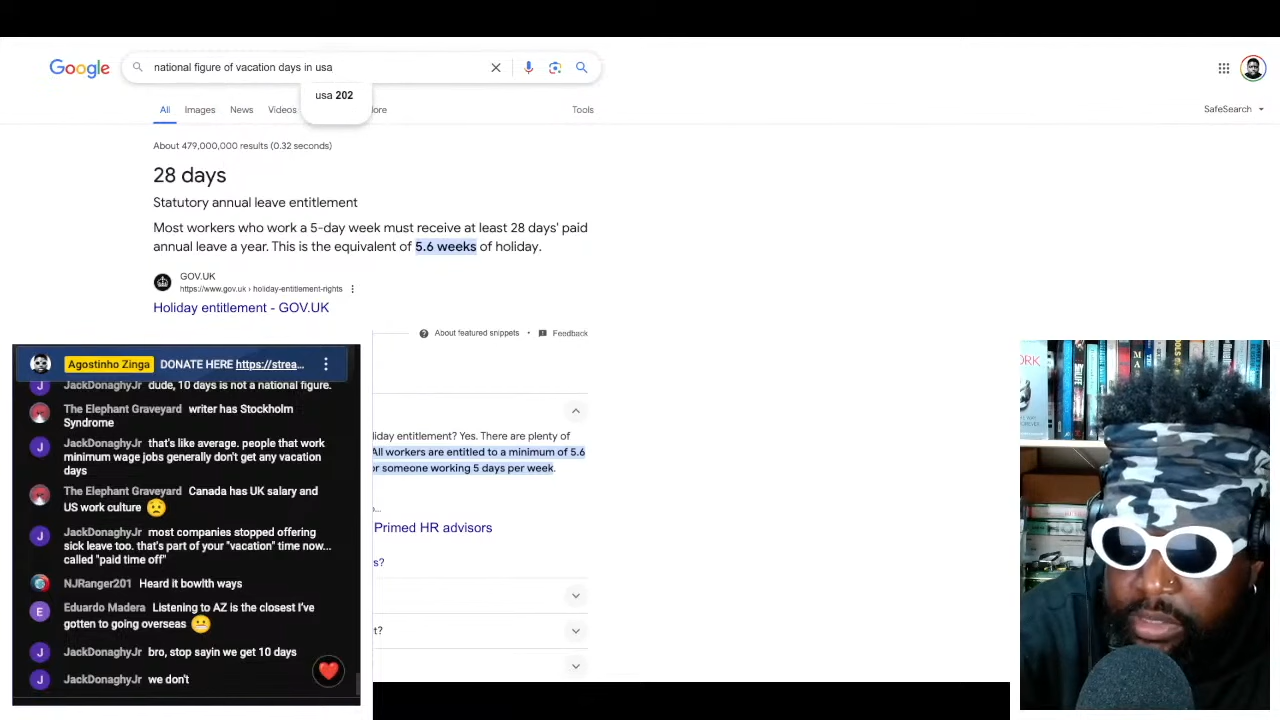 Google
national figure of vacation days in usa
usa 202
All
Images
News
Videos
ore
Tools
SafeSearch
About 479,000,000 results (0.32 seconds)
28 days
Statutory annual leave entitlement
Most workers who work a 5-day week must receive at least 28 days' paid
annual leave a year. This is the equivalent of 5.6 weeks of holiday.
GOV.UK
https://www.gov.uk › holiday-entitlement-rights
Holiday entitlement - GOV.UK
About featured snippets
•
Feedback
liday entitlement? Yes. There are plenty of
All workers are entitled to a minimum of 5.6
or someone working 5 days per week.
o...
Primed HR advisors
s?
t?
Agostinho Zinga DONATE HERE https://strea...
JackDonaghyJr dude, 10 days is not a national figure.
The Elephant Graveyard writer has Stockholm
Syndrome
JackDonaghyJr that's like average. people that work
minimum wage jobs generally don't get any vacation
days
The Elephant Graveyard Canada has UK salary and
US work culture
JackDonaghyJr most companies stopped offering
sick leave too. that's part of your "vacation" time now...
called "paid time off"
NJRanger201 Heard it bowlth ways
Eduardo Madera Listening to AZ is the closest I've
gotten to going overseas
JackDonaghyJr bro, stop sayin we get 10 days
JackDonaghyJr we don't
RK